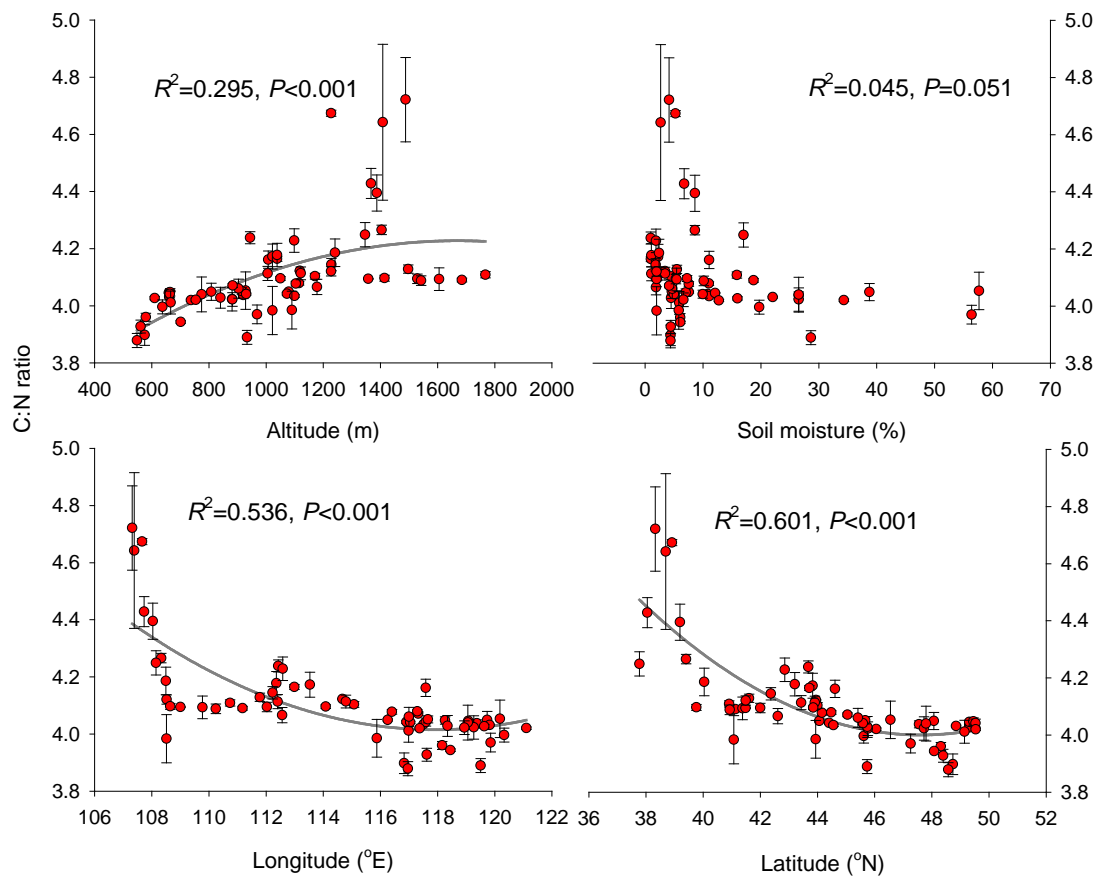 5.0
4.8
4.6
4.4
4.2
4.0
3.8
R²=0.295, P<0.001
400 600 800 1000 1200 1400 1600 1800 2000
Altitude (m)
R²=0.045, P=0.051
0 10 20 30 40 50 60 70
Soil moisture (%)
5.0
4.8
4.6
4.4
4.2
4.0
3.8
C:N ratio
5.0
4.8
4.6
4.4
4.2
4.0
3.8
R²=0.536, P<0.001
106 108 110 112 114 116 118 120 122
Longitude (°E)
R²=0.601, P<0.001
36 38 40 42 44 46 48 50 52
Latitude (°N)
5.0
4.8
4.6
4.4
4.2
4.0
3.8